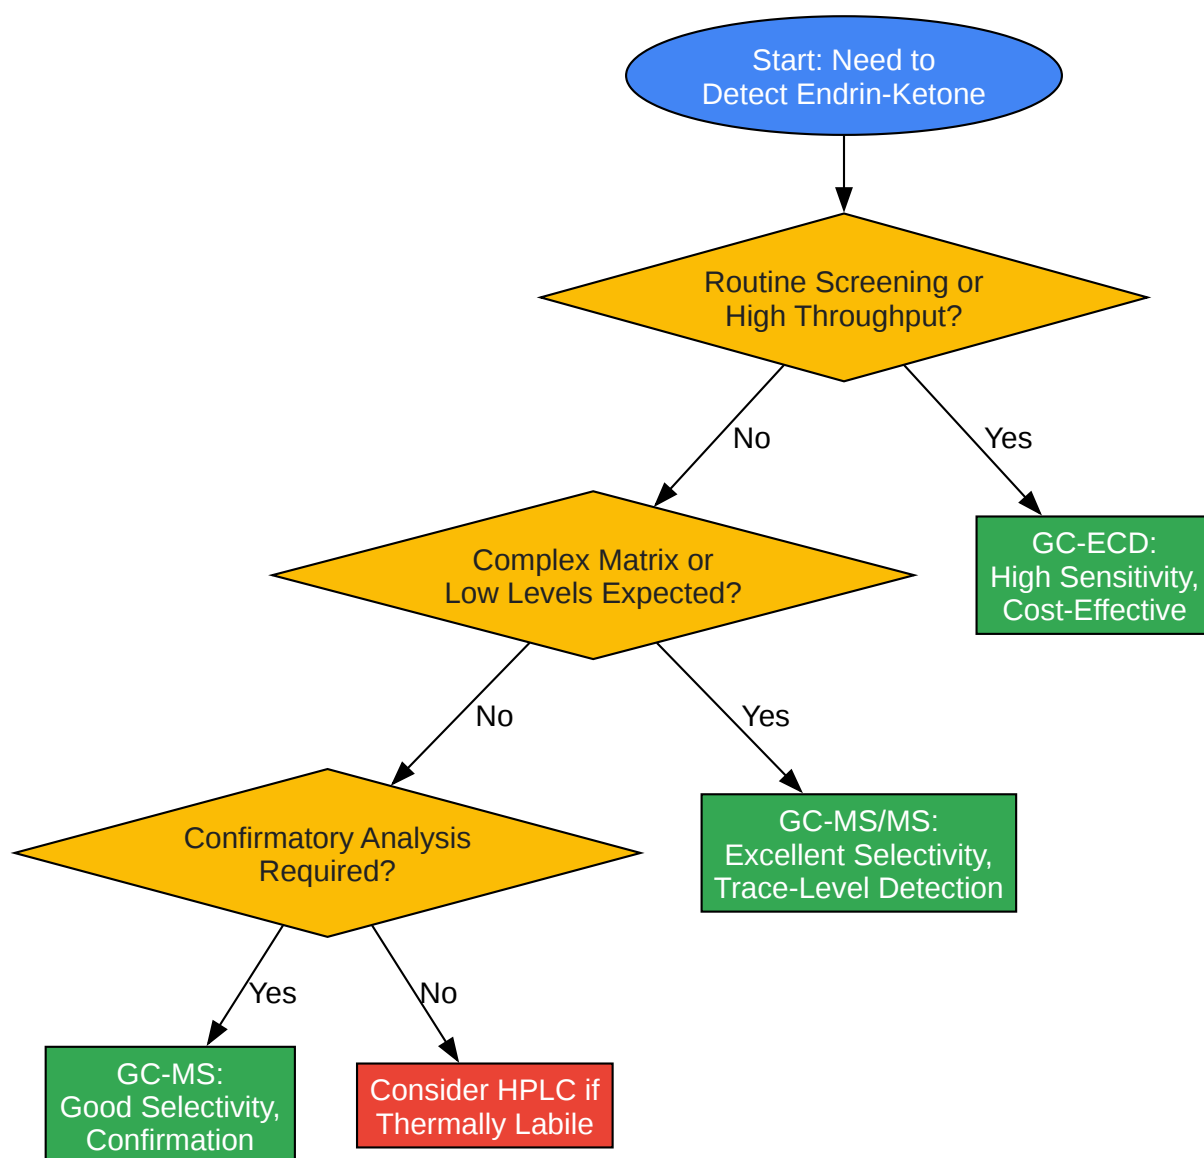 Start: Need to
Detect Endrin-Ketone
Routine Screening or
High Throughput?
No
Yes
Complex Matrix or
Low Levels Expected?
GC-ECD:
High Sensitivity,
Cost-Effective
No
Yes
Confirmatory Analysis
Required?
GC-MS/MS:
Excellent Selectivity,
Trace-Level Detection
Yes
No
GC-MS:
Good Selectivity,
Confirmation
Consider HPLC if
Thermally Labile